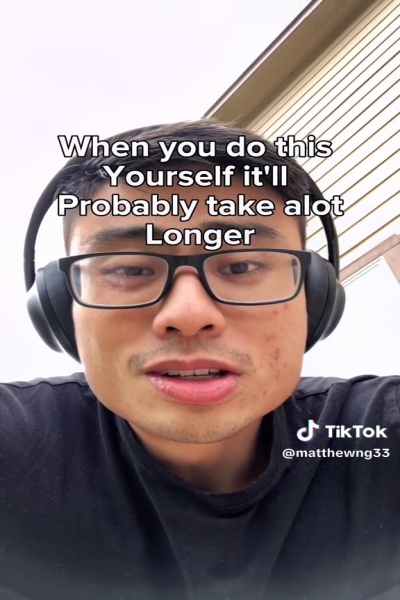 When you do this
Yourself it'll
Probably take alot
Longer
TikTok
@matthewng33